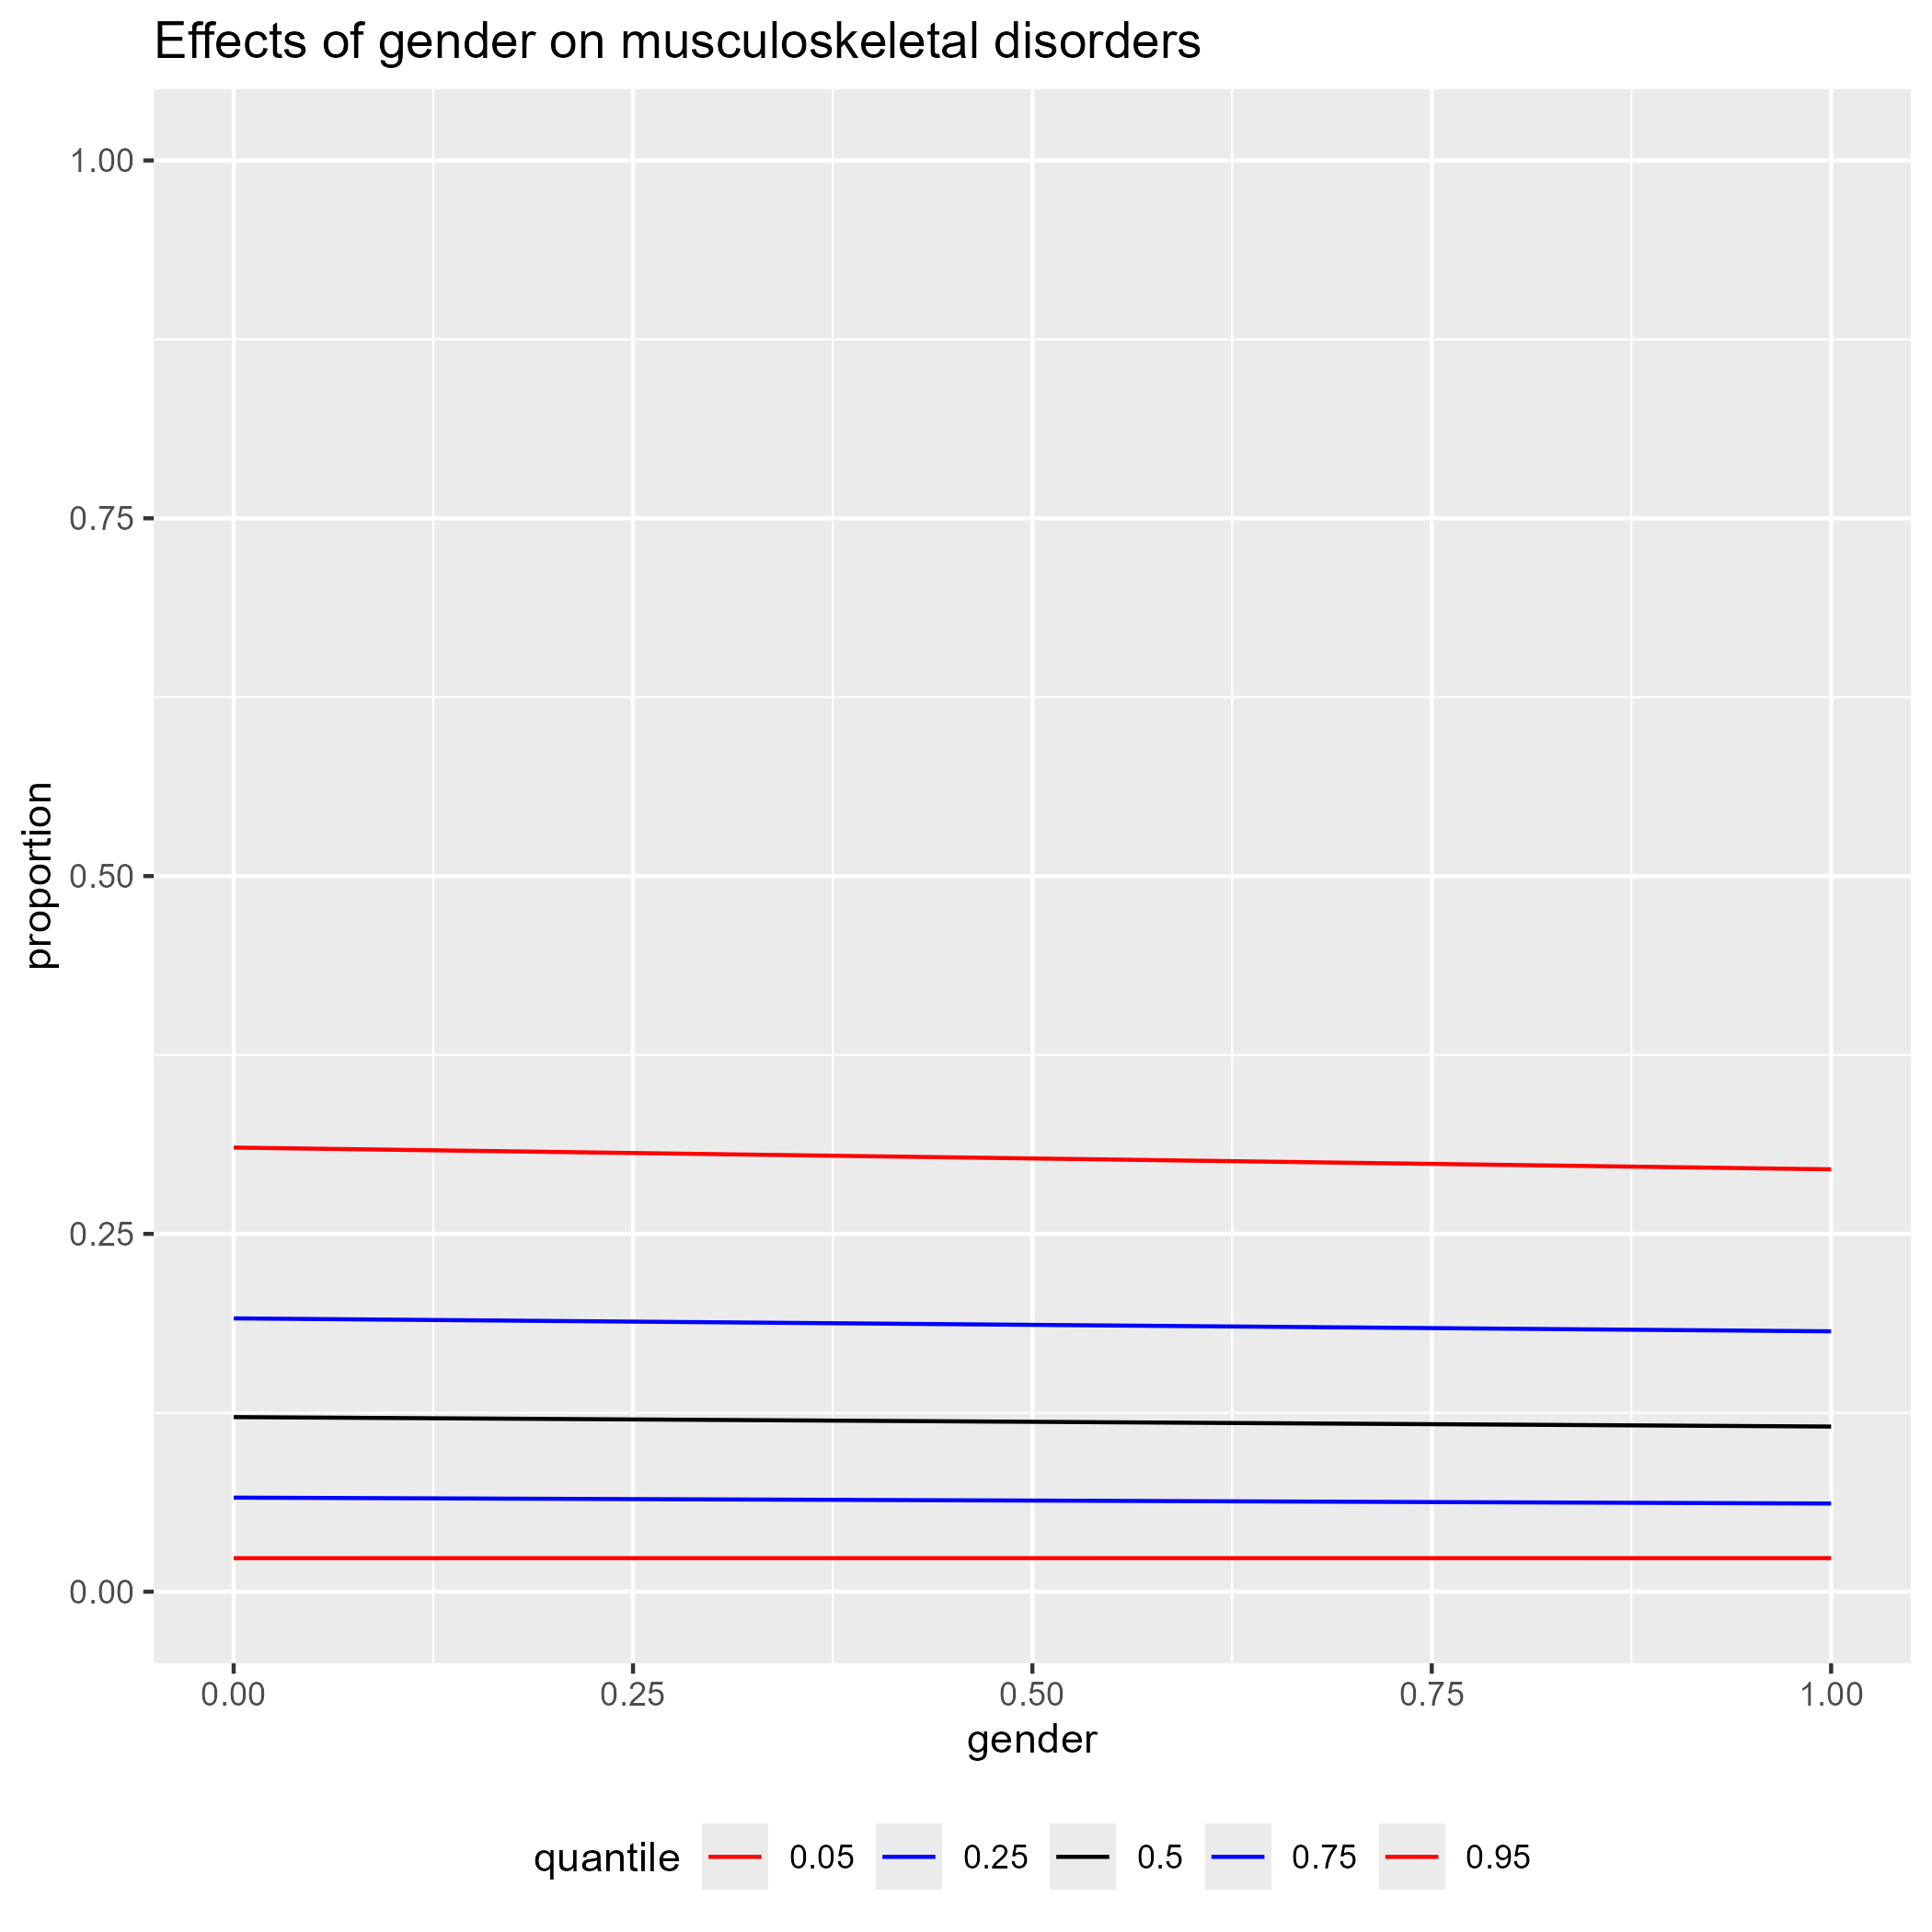 Effects of gender on musculoskeletal disorders
1.00
0.75
0.50
0.25
0.00
proportion
0.00 0.25 0.50 0.75 1.00
gender
quantile 0.05 0.25 0.5 0.75 0.95